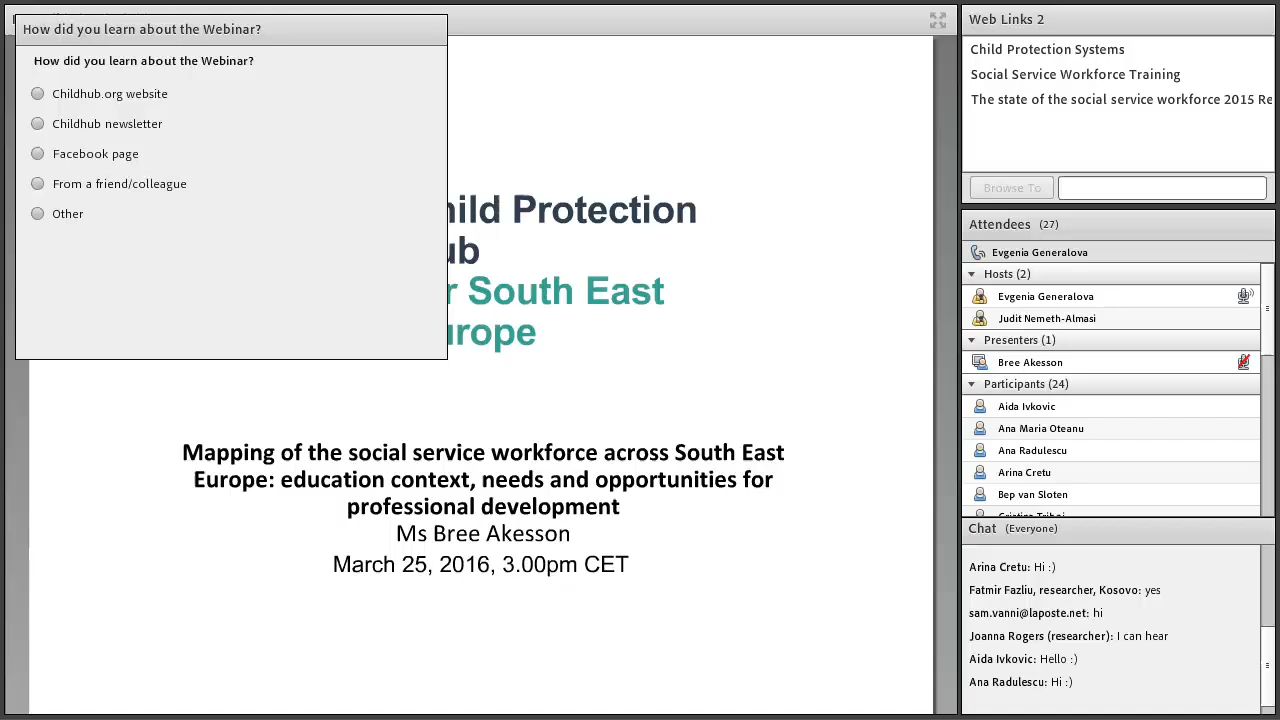 How did you learn about the Webinar?
How did you learn about the Webinar?
Childhub.org website
Childhub newsletter
Facebook page
From a friend/colleague
Other
hild Protection
ub
r South East
urope
Mapping of the social service workforce across South East
Europe: education context, needs and opportunities for
professional development
Ms Bree Akesson
March 25, 2016, 3.00pm CET
Web Links 2
Child Protection Systems
Social Service Workforce Training
The state of the social service workforce 2015 Re
Browse To
Attendees (27)
Evgenia Generalova
Hosts (2)
Evgenia Generalova
Judit Nemeth-Almasi
Presenters (1)
Bree Akesson
Participants (24)
Aida Ivkovic
Ana Maria Oteanu
Ana Radulescu
Arina Cretu
Bep van Sloten
Chat (Everyone)
Arina Cretu: Hi :)
Fatmir Fazliu, researcher, Kosovo: yes
sam.vanni@laposte.net: hi
Joanna Rogers (researcher): I can hear
Aida Ivkovic: Hello :)
Ana Radulescu: Hi :)